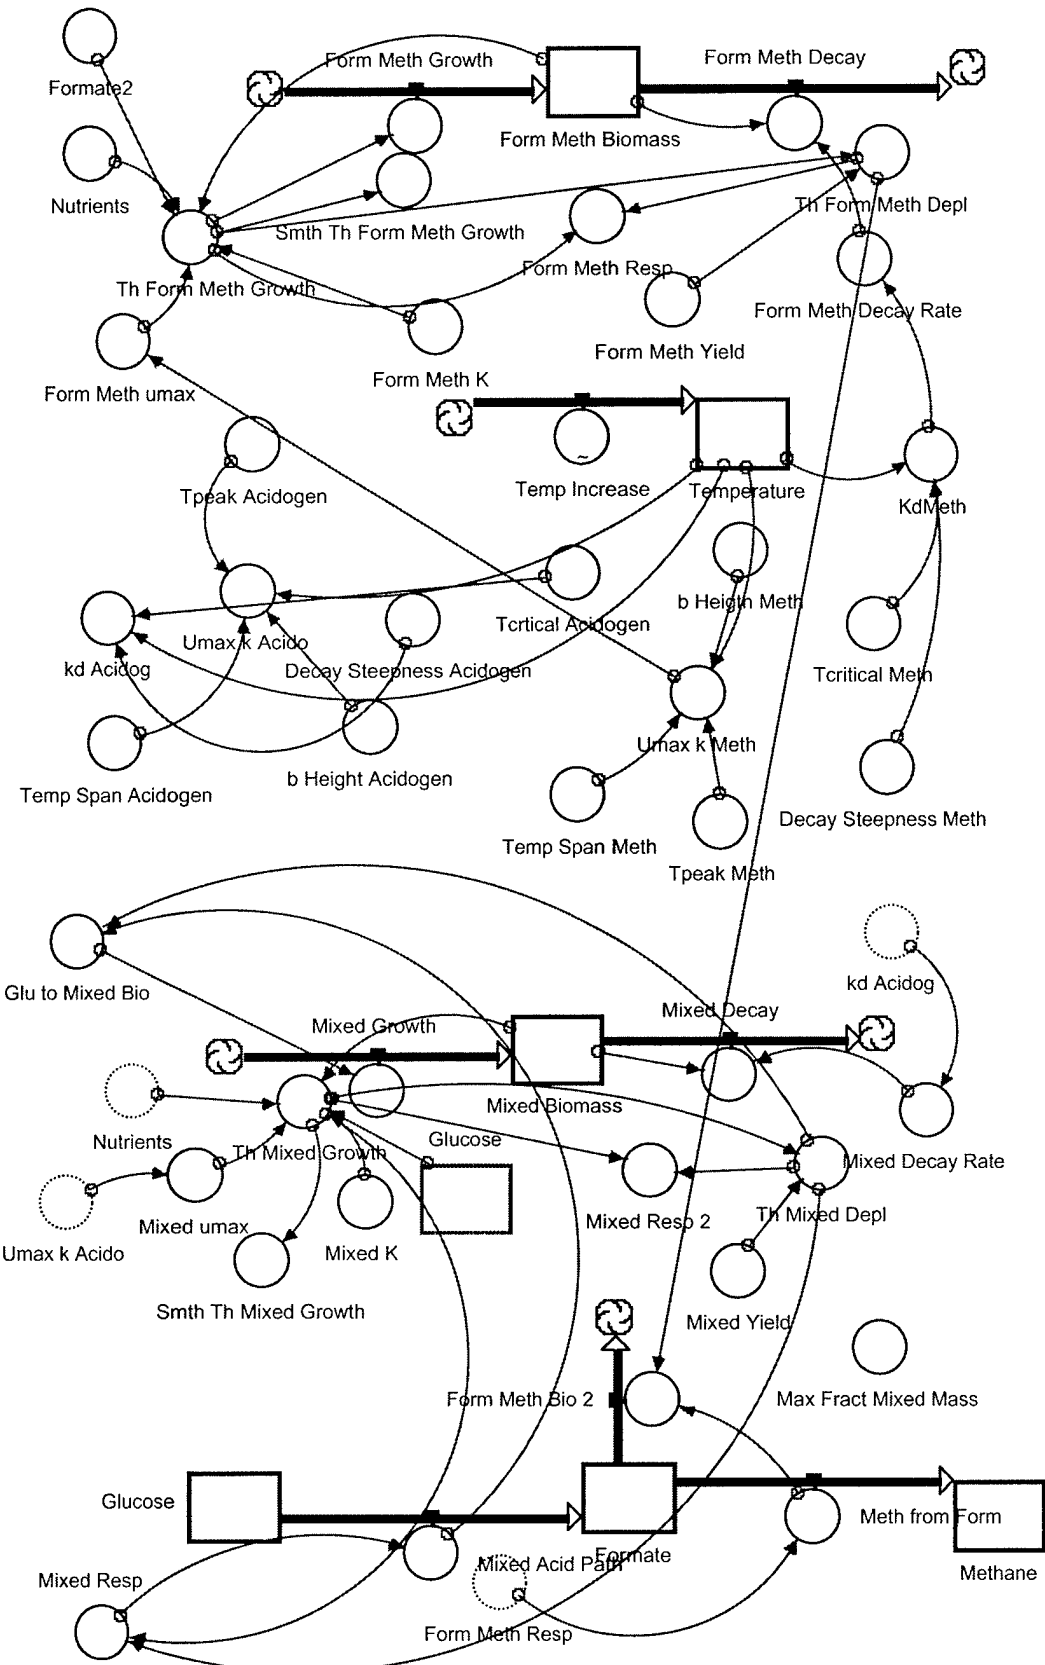 Form Meth Growth
Form Meth Decay
Formate2
Form Meth Biomass
Nutrients
Th Form Meth Depl
Smth Th Form Meth Growth
Form Meth Resp
Th Form Meth Growth
Form Meth Decay Rate
Form Meth Yield
Form Meth K
Form Meth umax
~
Temp Increase
Temperature
Tpeak Acidogen
KdMeth
b Heigth Meth
Tcrtical Acidogen
Umax k Acido
kd Acidog
Decay Steepness Acidogen
Tcritical Meth
Umax k Meth
b Height Acidogen
Temp Span Acidogen
Decay Steepness Meth
Temp Span Meth
Tpeak Meth
kd Acidog
Glu to Mixed Bio
Mixed Decay
Mixed Growth
Mixed Biomass
Nutrients
Th Mixed Growth
Glucose
Mixed Decay Rate
Mixed umax
Mixed Resp 2
Th Mixed Depl
Umax k Acido
Mixed K
Smth Th Mixed Growth
Mixed Yield
Form Meth Bio 2
Max Fract Mixed Mass
Glucose
Meth from Form
Formate
Mixed Acid Path
Methane
Mixed Resp
Form Meth Resp